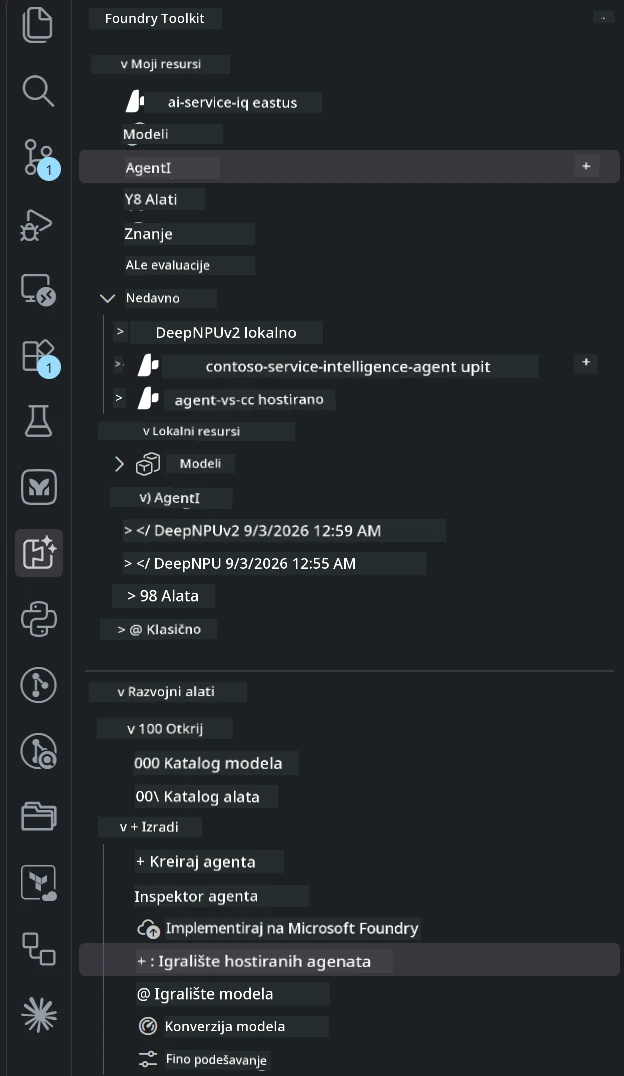 Foundry Toolkit
v Moji resursi
ai-service-iq eastus
Modeli
AgentI
+
Y8 Alati
Znanje
ALe evaluacije
Nedavno
> DeepNPUv2 lokalno
> contoso-service-intelligence-agent upit
+
> agent-vs-cc hostirano
v Lokalni resursi
Modeli
v) AgentI
> </ DeepNPUv2 9/3/2026 12:59 AM
> </ DeepNPU 9/3/2026 12:55 AM
> 98 Alata
> @ Klasično
v Razvojni alati
v 100 Otkrij
000 Katalog modela
00\ Katalog alata
v + Izradi
+ Kreiraj agenta
Inspektor agenta
Implementiraj na Microsoft Foundry
+ : Igralište hostiranih agenata
@ Igralište modela
Konverzija modela
Fino podešavanje
1
1